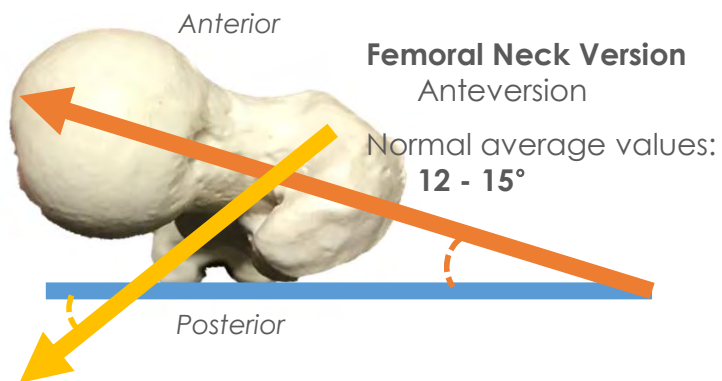 Anterior
Femoral Neck Version
Anteversion
Normal average values:
12 - 15°
Posterior